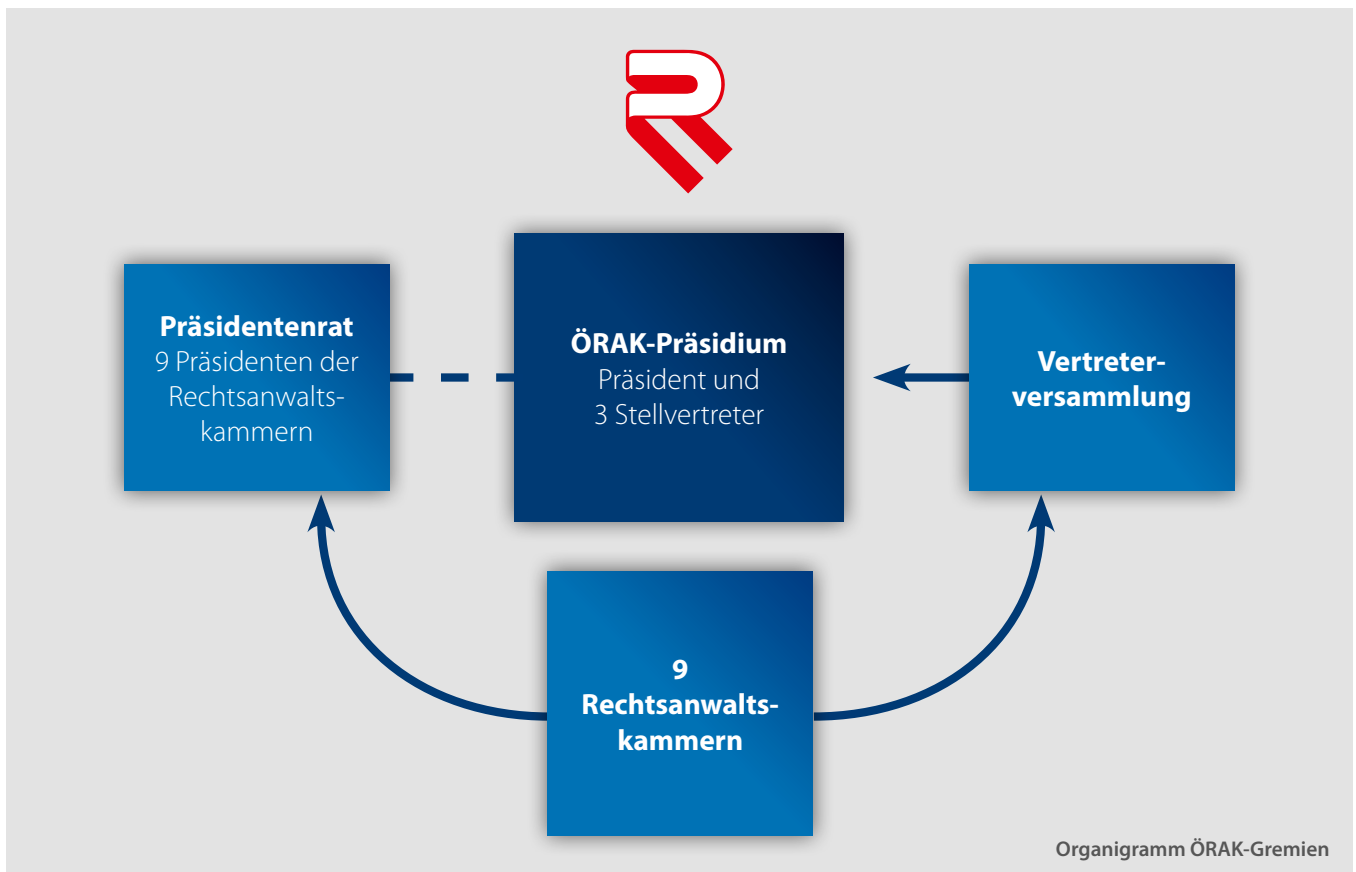 Präsidentenrat
9 Präsidenten der
Rechtsanwalts-
kammern
ÖRAK-Präsidium
Präsident und
3 Stellvertreter
Vertreter-
versammlung
9
Rechtsanwalts-
kammern
Organigramm ÖRAK-Gremien